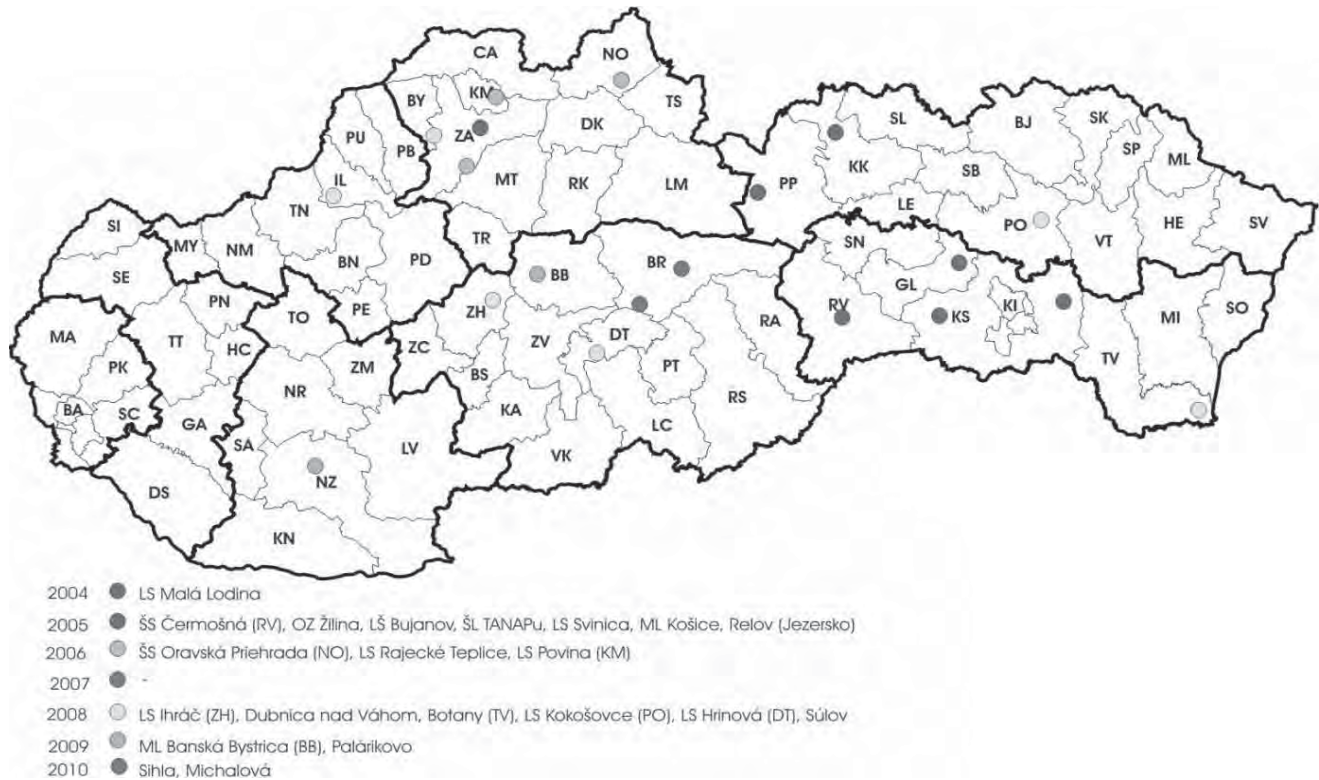 CA
NO
BY
KM
TS
PU
PB
ZA
DK
SL
BJ
SK
SP
ML
IL
MT
RK
LM
PP
KK
SB
LE
PO
HE
SV
SI
MY
NM
TN
TR
SN
VT
SE
BN
PD
BB
BR
GL
PN
PE
ZH
RV
KS
KI
MI
SO
MA
TT
TO
HC
ZC
ZV
DT
RA
TV
PK
ZM
BS
PT
BA
SC
GA
NR
KA
RS
SA
LV
LC
DS
NZ
VK
KN
2004 LS Malá Lodina
2005 ŠS Čermošná (RV), OZ Žilina, LŠ Bujanov, ŠL TANAPu, LS Svinica, ML Košice, Relov (Jezersko)
2006 ŠS Oravská Priehrada (NO), LS Rajecké Teplice, LS Povina (KM)
2007 -
2008 LS Ihráč (ZH), Dubnica nad Váhom, Botany (TV), LS Kokošovce (PO), LS Hrinová (DT), Súlov
2009 ML Banská Bystrica (BB), Palárikovo
2010 Sihla, Michalová